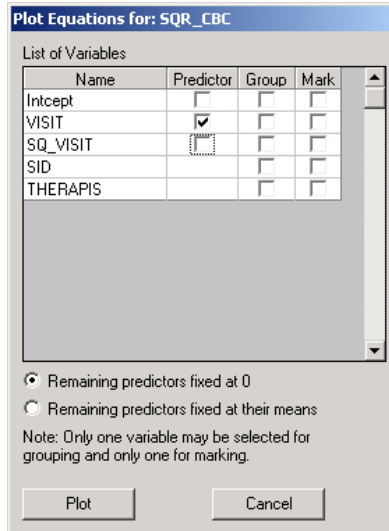 Plot Equations for: SQR_CBC
List of Variables
Name Predictor Group Mark
Intcept
VISIT
SQ_VISIT
SID
THERAPIS
Remaining predictors fixed at 0
Remaining predictors fixed at their means
Note: Only one variable may be selected for
grouping and only one for marking.
Plot Cancel